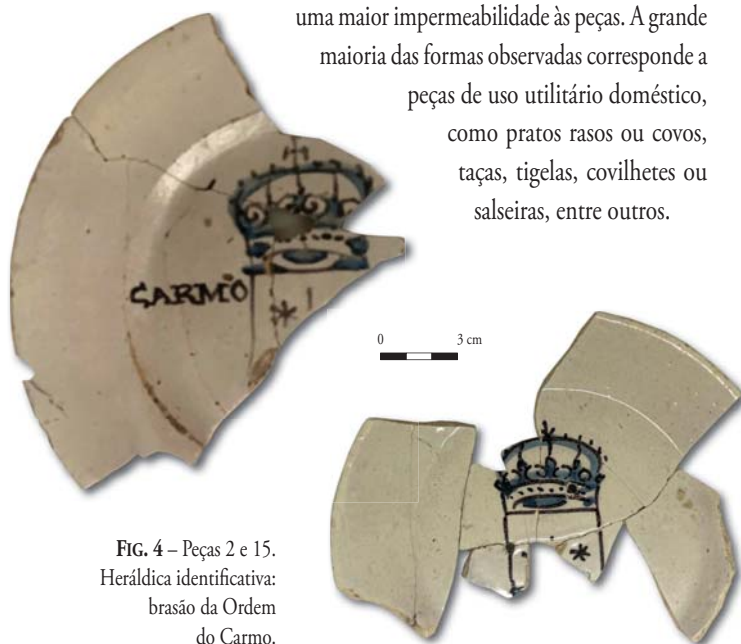 uma maior impermeabilidade às peças. A grande
maioria das formas observadas corresponde a
peças de uso utilitário doméstico,
como pratos rasos ou covos,
taças, tigelas, covilhetes ou
salseiras, entre outros.
CARMO
0 3 cm
FIG. 4 – Peças 2 e 15.
Heráldica identificativa:
brasão da Ordem
do Carmo.